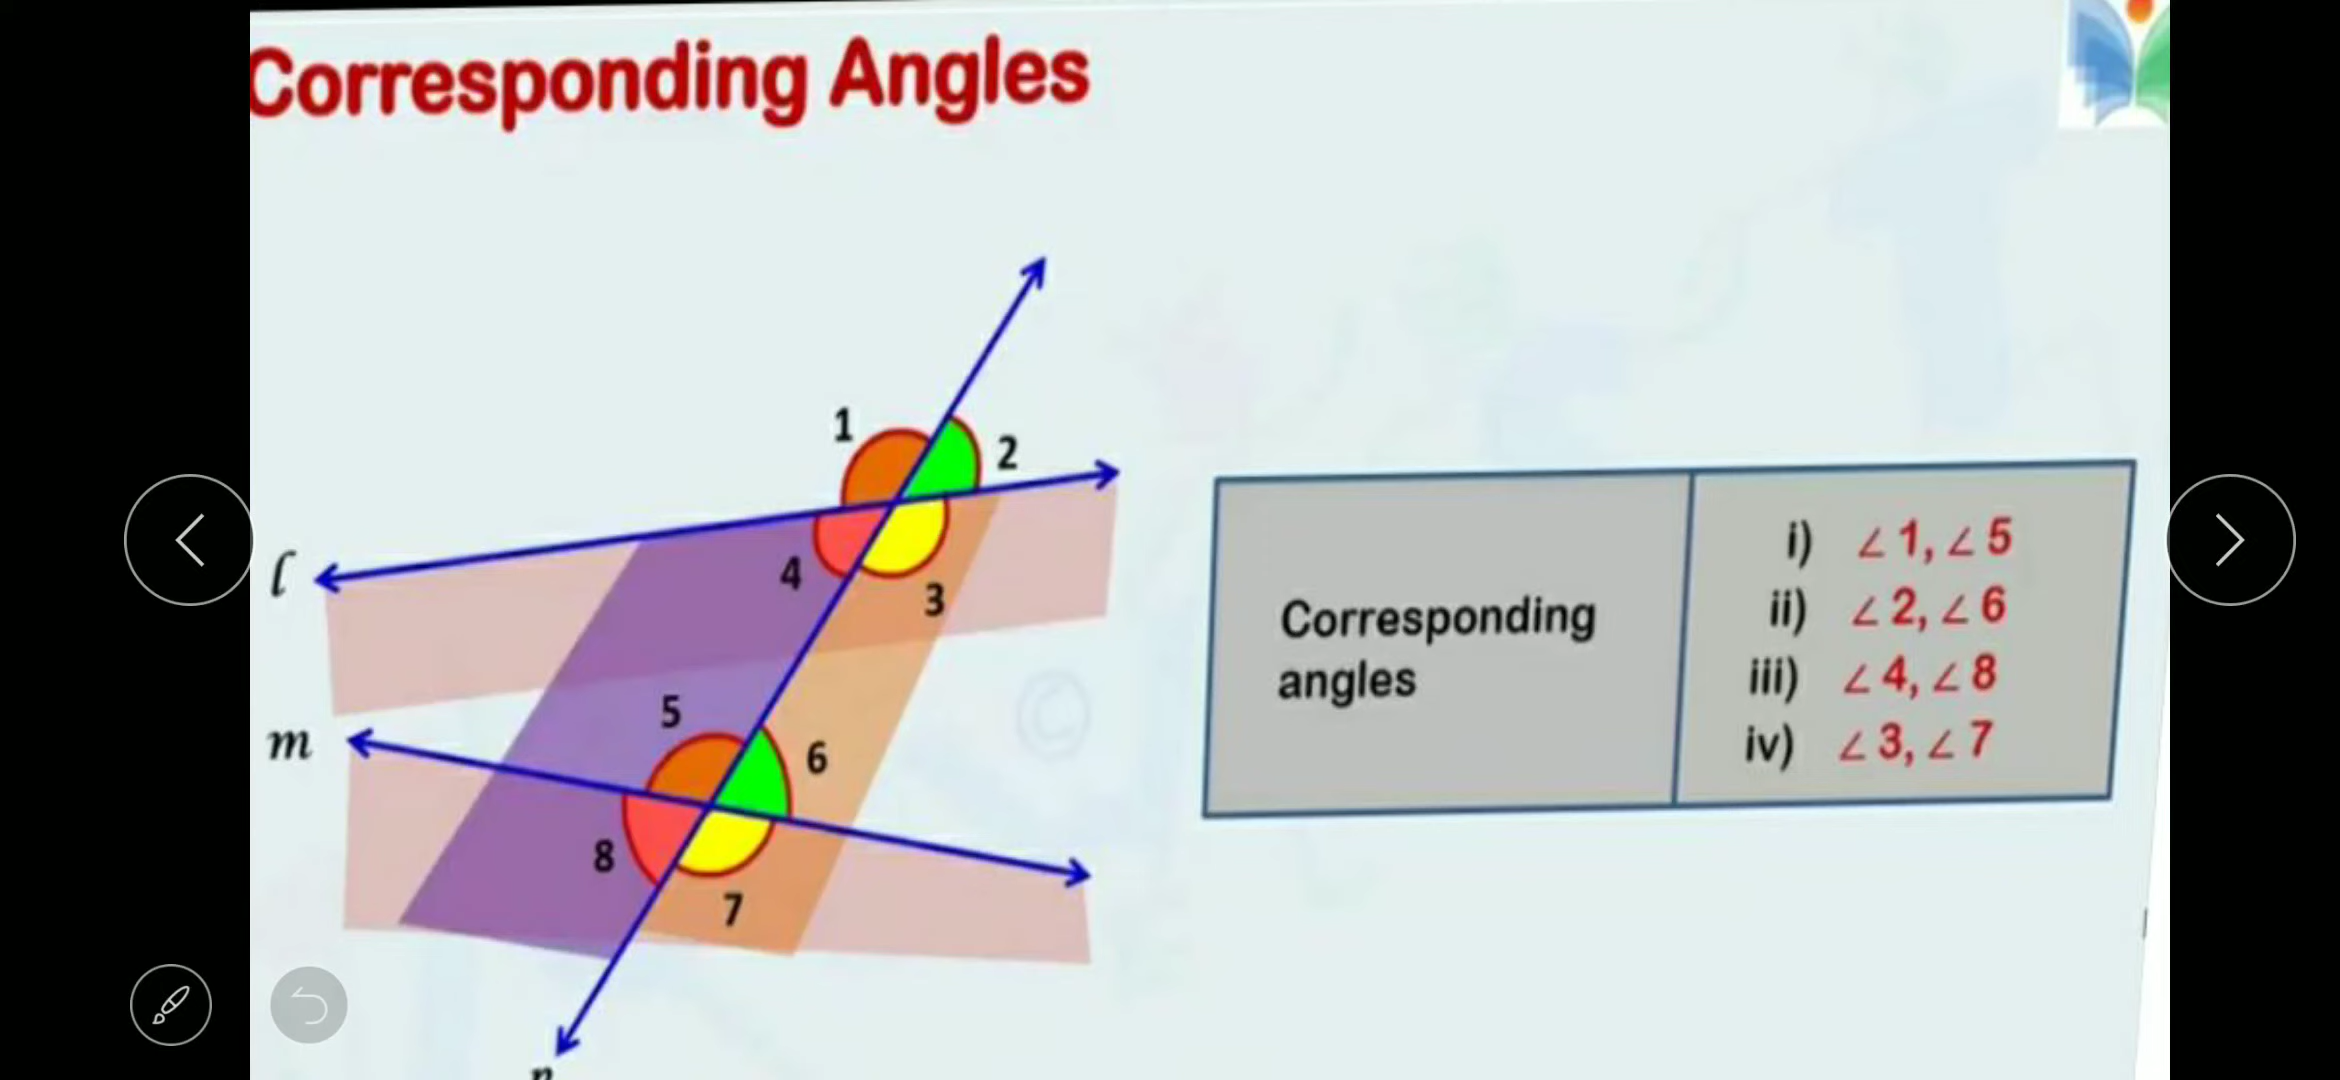 Corresponding Angles
1
2
l
4
3
5
m
6
8
7
Corresponding
angles
i) ∠1, ∠5
ii) ∠2, ∠6
iii) ∠4, ∠8
iv) ∠3, ∠7
©